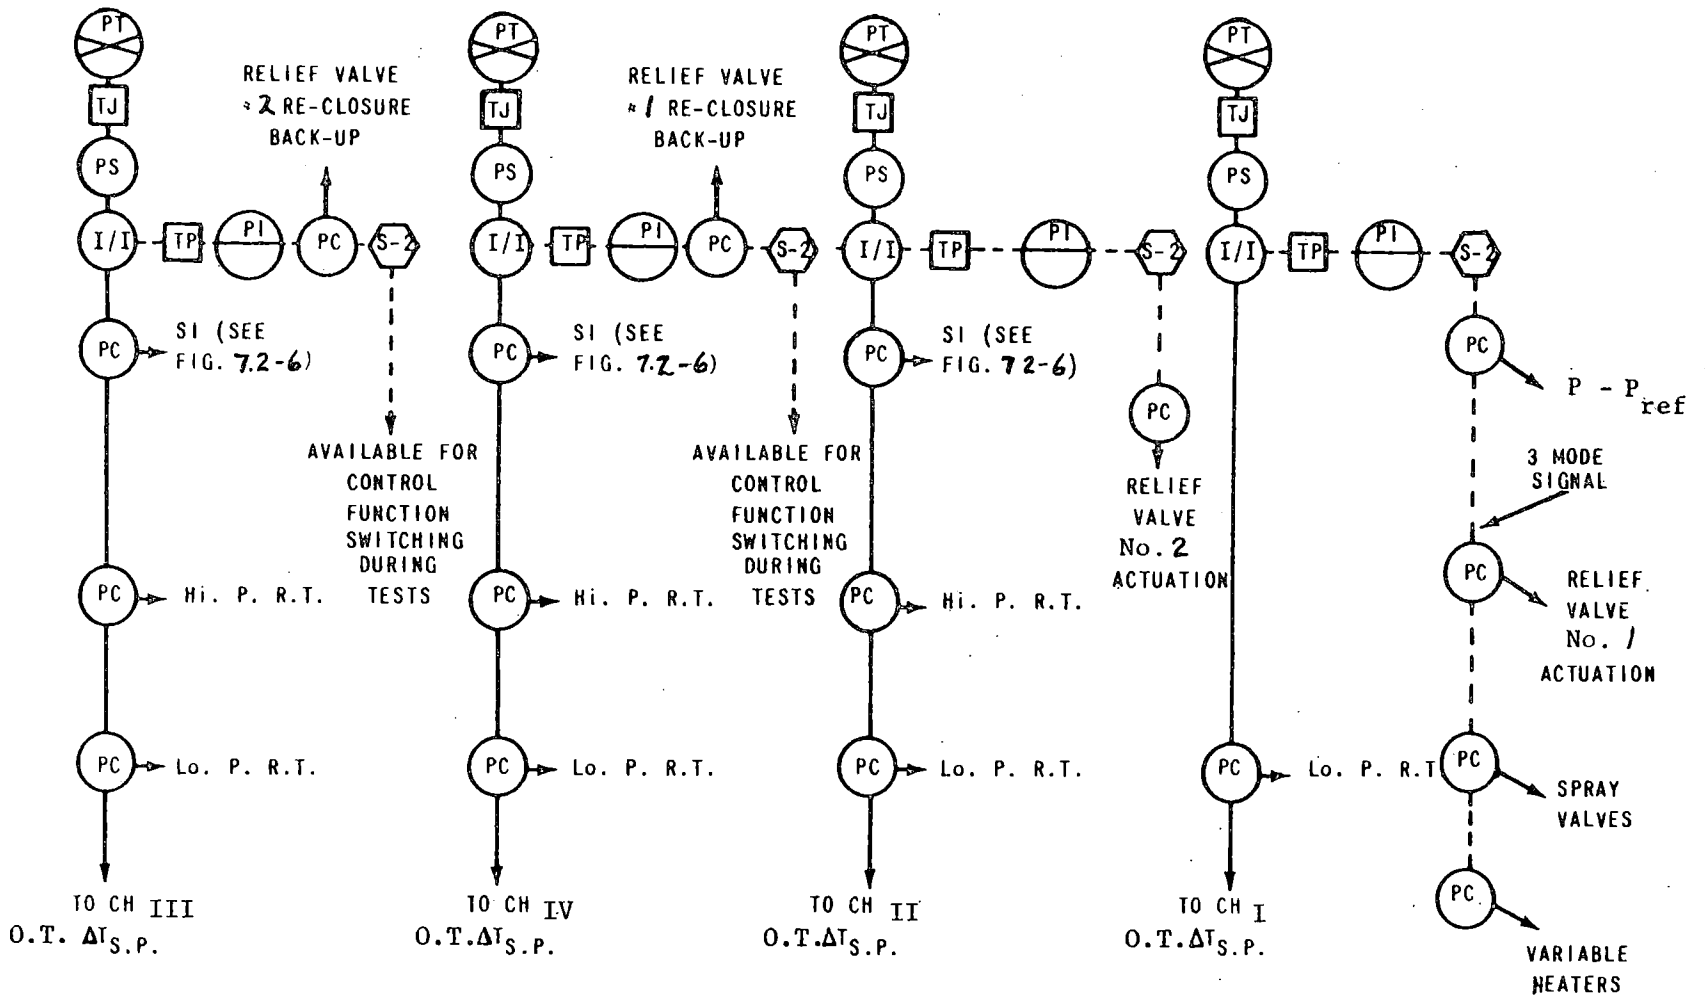 PT
PT
PT
PT
TJ
TJ
TJ
TJ
PS
PS
PS
PS
RELIEF VALVE
#2 RE-CLOSURE
BACK-UP
RELIEF VALVE
#1 RE-CLOSURE
BACK-UP
I/I
TP
PI
PC
S-2
I/I
TP
PI
PC
S-2
I/I
TP
PI
S-2
I/I
TP
PI
S-2
PC
SI (SEE
FIG. 7.2-6)
PC
SI (SEE
FIG. 7.2-6)
PC
SI (SEE
FIG. 7 2-6)
PC
P - Pref
PC
RELIEF
VALVE
No. 2
ACTUATION
AVAILABLE FOR
CONTROL
FUNCTION
SWITCHING
DURING
TESTS
AVAILABLE FOR
CONTROL
FUNCTION
SWITCHING
DURING
TESTS
3 MODE
SIGNAL
PC
Hi. P. R.T.
PC
Hi. P. R.T.
PC
Hi. P. R.T.
PC
RELIEF
VALVE
No. 1
ACTUATION
PC
Lo. P. R.T.
PC
Lo. P. R.T.
PC
Lo. P. R.T.
PC
Lo. P. R.T
PC
SPRAY
VALVES
PC
VARIABLE
HEATERS
TO CH III
O.T. ΔTS.P.
TO CH IV
O.T.ΔTS.P.
TO CH II
O.T.ΔTS.P.
TO CH I
O.T.ΔTS.P.